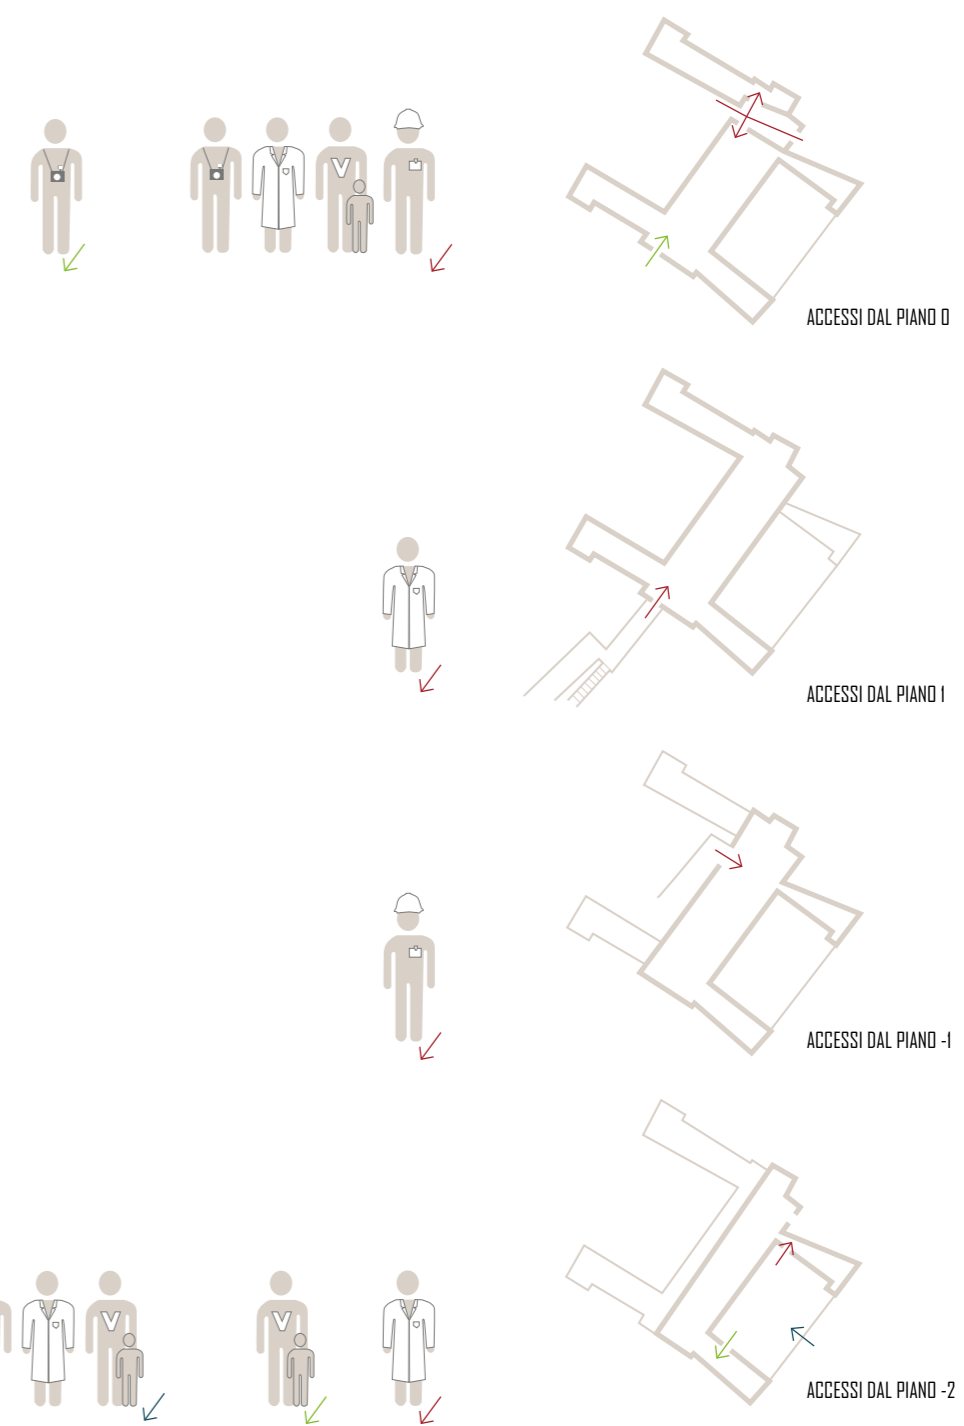 V
ACCESSI DAL PIANO 0
ACCESSI DAL PIANO 1
ACCESSI DAL PIANO -1
V
V
ACCESSI DAL PIANO -2